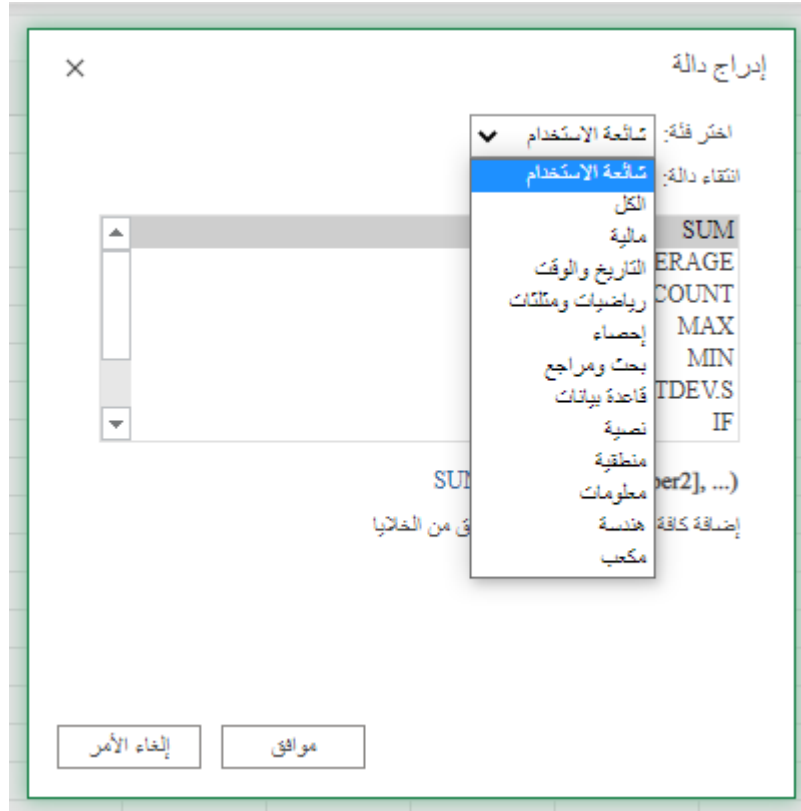 إدراج دالة
اختر فئة: شائعة الاستخدام
انتقاء دالة:
شائعة الاستخدام
الكل
مالية
التاريخ والوقت
رياضيات ومثلثات
إحصاء
بحث ومراجع
قاعدة بيانات
نصية
منطقية
معلومات
هندسة
مكعب
SUM
ERAGE
COUNT
MAX
MIN
TDEV.S
IF
SUM
ber2], ...)
إضافة كافة
ق من الخلايا
موافق
إلغاء الأمر